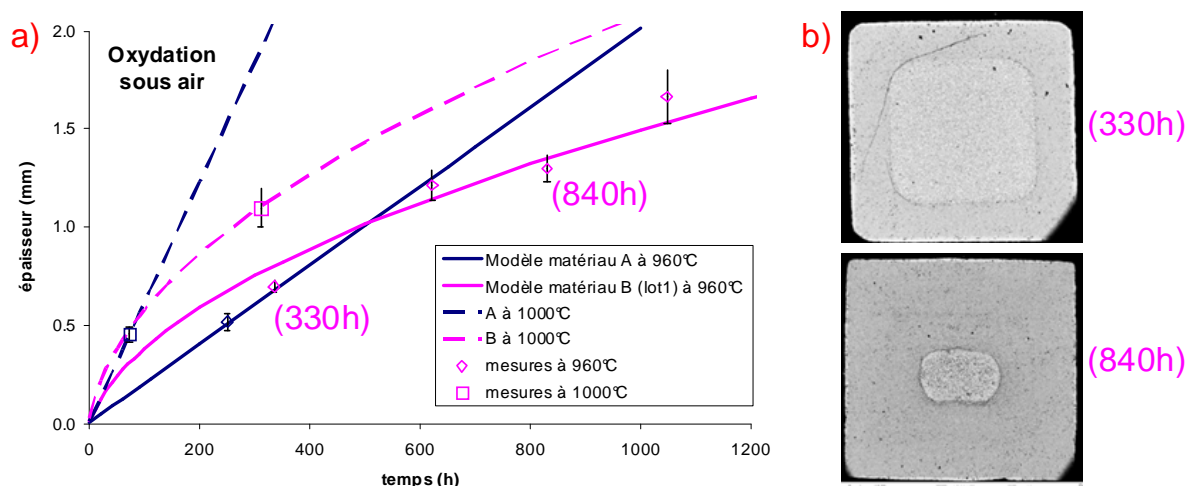 a)
Oxydation
sous air
épaisseur (mm)
2.0
1.5
1.0
0.5
0.0
0
200
400
600
800
1000
1200
temps (h)
(330h)
(840h)
Modèle matériau A à 960°C
Modèle matériau B (lot1) à 960°C
A à 1000°C
B à 1000°C
mesures à 960°C
mesures à 1000°C
b)
(330h)
(840h)